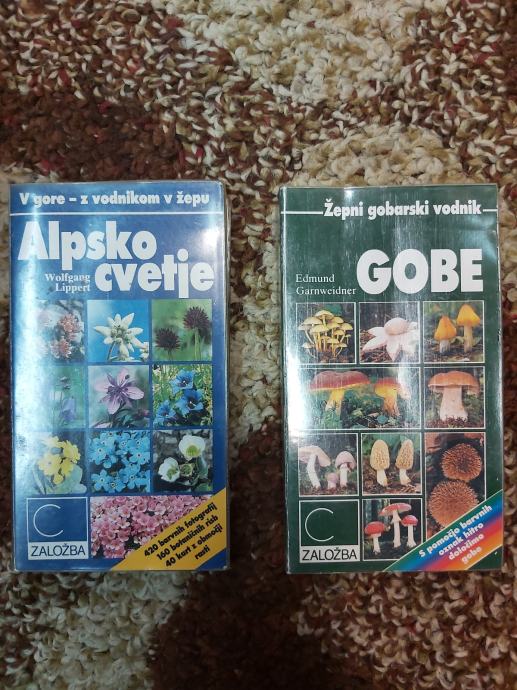 V gore – z vodnikom v žepu
Alpsko
cvetje
Wolfgang
Lippert
C
ZALOŽBA
420 barvnih fotografij
160 botaničnih risb
40 kart z območji
rasti
Žepni gobarski vodnik
Edmund
Garnweidner
GOBE
C
ZALOŽBA
S pomočjo barvnih
oznak hitro
določimo
gobe